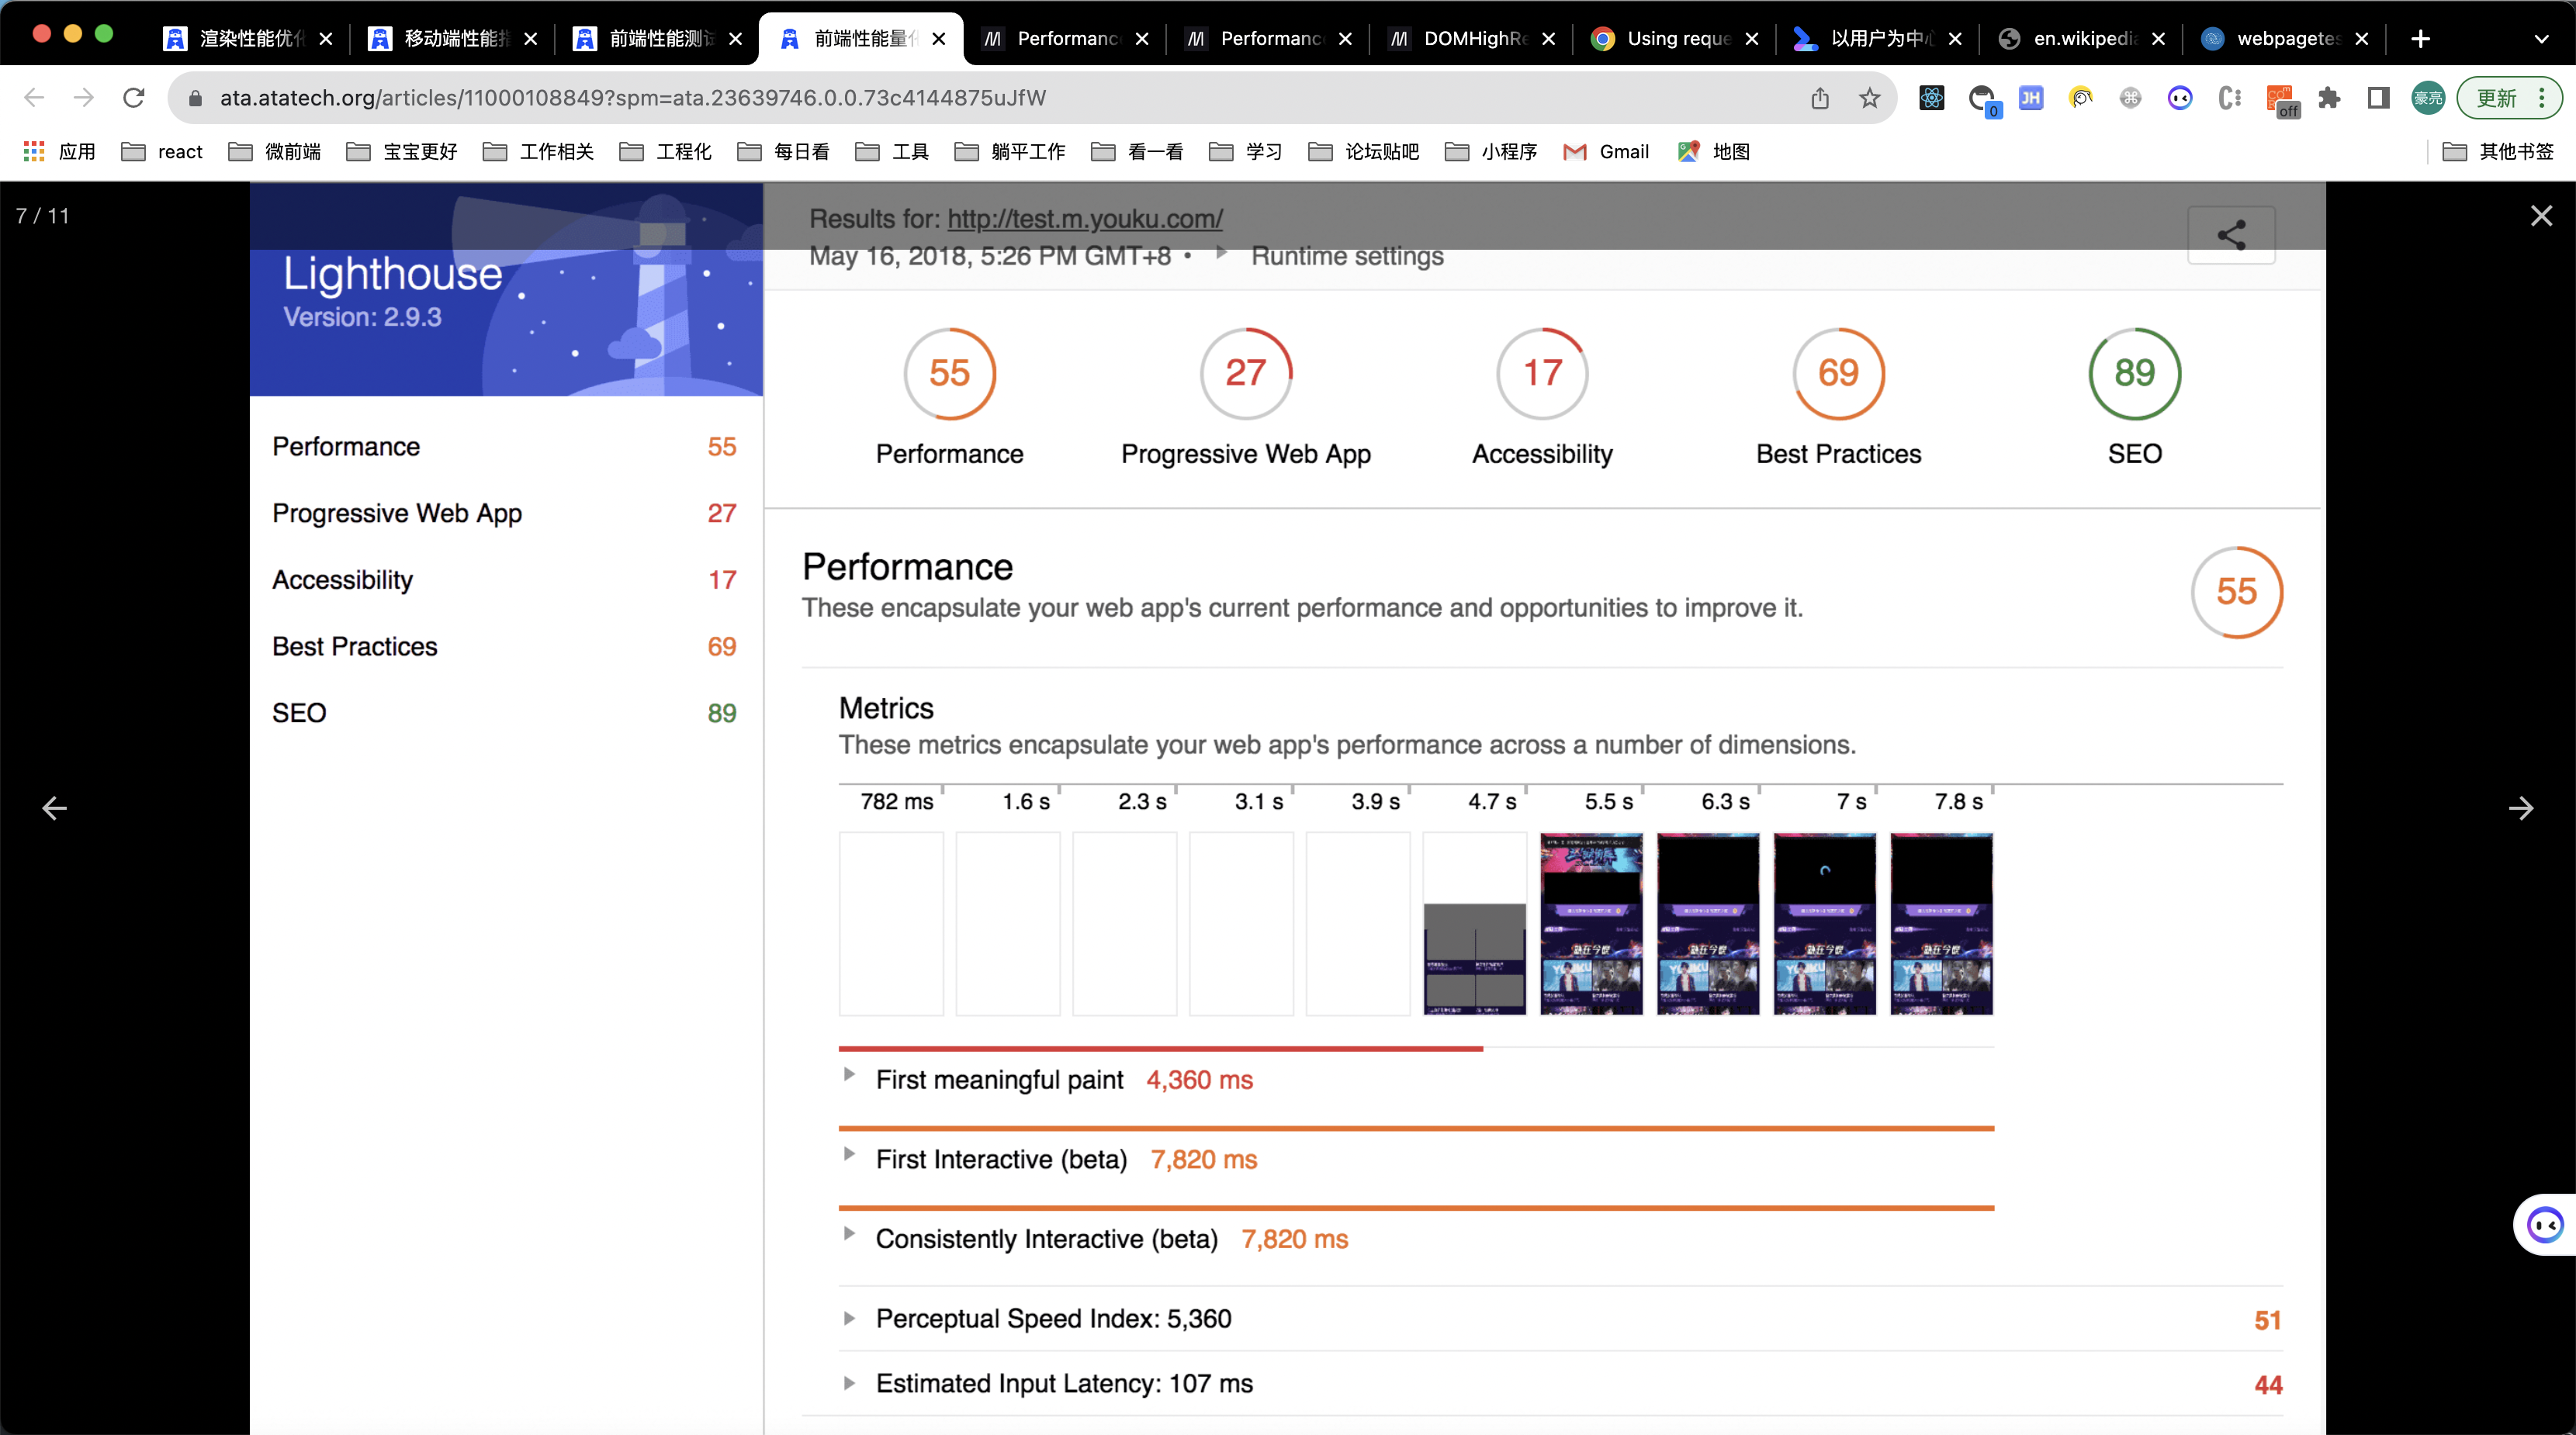 渲染性能优
移动端性能
前端性能测
前端性能量
Performanc
Performanc
DOMHighRe
Using reque
以用户为中
en.wikipedi
webpagetes
ata.atatech.org/articles/11000108849?spm=ata.23639746.0.0.73c4144875uJfW
0
JH
off
豪亮
更新
应用
react
微前端
宝宝更好
工作相关
工程化
每日看
工具
躺平工作
看一看
学习
论坛贴吧
小程序
Gmail
地图
其他书签
7 / 11
Lighthouse
Version: 2.9.3
Performance 55
Progressive Web App 27
Accessibility 17
Best Practices 69
SEO 89
Results for: http://test.m.youku.com/
May 16, 2018, 5:26 PM GMT+8 • Runtime settings
55 27 17 69 89
Performance Progressive Web App Accessibility Best Practices SEO
Performance
These encapsulate your web app's current performance and opportunities to improve it.
55
Metrics
These metrics encapsulate your web app's performance across a number of dimensions.
782 ms 1.6 s 2.3 s 3.1 s 3.9 s 4.7 s 5.5 s 6.3 s 7 s 7.8 s
First meaningful paint 4,360 ms
First Interactive (beta) 7,820 ms
Consistently Interactive (beta) 7,820 ms
Perceptual Speed Index: 5,360 51
Estimated Input Latency: 107 ms 44